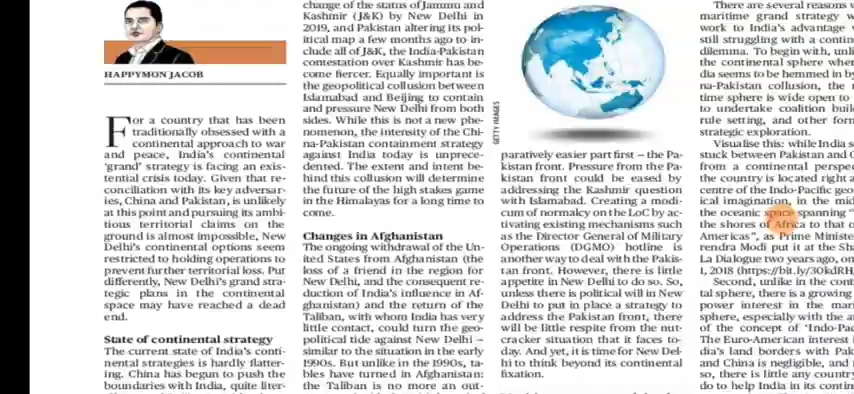 HAPPYMON JACOB
For a country that has been
traditionally obsessed with a
continental approach to war
and peace, India's continental
'grand' strategy is facing an exis-
tential crisis today. Given that re-
conciliation with its key adversar-
ies, China and Pakistan, is unlikely
at this point and pursuing its ambi-
tious territorial claims on the
ground is almost impossible, New
Delhi's continental options seem
restricted to holding operations to
prevent further territorial loss. Put
differently, New Delhi's grand stra-
tegic plans in the continental
space may have reached a dead
end.
State of continental strategy
The current state of India's conti-
nental strategies is hardly flatter-
ing. China has begun to push the
boundaries with India, quite liter-
change of the status of Jammu and
Kashmir (J&K) by New Delhi in
2019, and Pakistan altering its pol-
itical map a few months ago to in-
clude all of J&K, the India-Pakistan
contestation over Kashmir has be-
come fiercer. Equally important is
the geopolitical collusion between
Islamabad and Beijing to contain
and pressure New Delhi from both
sides. While this is not a new phe-
nomenon, the intensity of the Chi-
na-Pakistan containment strategy
against India today is unprece-
dented. The extent and intent be-
hind this collusion will determine
the future of the high stakes game
in the Himalayas for a long time to
come.
Changes in Afghanistan
The ongoing withdrawal of the Un-
ited States from Afghanistan (the
loss of a friend in the region for
New Delhi, and the consequent re-
duction of India's influence in Af-
ghanistan) and the return of the
Taliban, with whom India has very
little contact, could turn the geo-
political tide against New Delhi –
similar to the situation in the early
1990s. But unlike in the 1990s, ta-
bles have turned in Afghanistan:
the Taliban is no more an out-
GETTY IMAGES
paratively easier part first – the Pa-
kistan front. Pressure from the Pa-
kistan front could be eased by
addressing the Kashmir question
with Islamabad. Creating a modi-
cum of normalcy on the LoC by ac-
tivating existing mechanisms such
as the Director General of Military
Operations (DGMO) hotline is
another way to deal with the Pakis-
tan front. However, there is little
appetite in New Delhi to do so. So,
unless there is political will in New
Delhi to put in place a strategy to
address the Pakistan front, there
will be little respite from the nut-
cracker situation that it faces to-
day. And yet, it is time for New Del-
hi to think beyond its continental
fixation.
There are several reasons
maritime grand strategy
work to India's advantage
still struggling with a contin
dilemma. To begin with, unli
the continental sphere wher
dia seems to be hemmed in by
na-Pakistan collusion, the
time sphere is wide open to
to undertake coalition buil
rule setting, and other form
strategic exploration.
Visualise this: while India s
stuck between Pakistan and C
from a continental perspect
the country is located right a
centre of the Indo-Pacific geo
ical imagination, in the mid
the oceanic space spanning "
the shores of Africa to that o
Americas", as Prime Ministe
rendra Modi put it at the Sha
La Dialogue two years ago, on
1, 2018 (https://bit.ly/30kdRH
Second, unlike in the cont
tal sphere, there is a growing
power interest in the mari
sphere, especially with the a
of the concept of 'Indo-Pac
The Euro-American interest i
dia's land borders with Pak
and China is negligible, and
so, there is little any country
do to help India in its contin